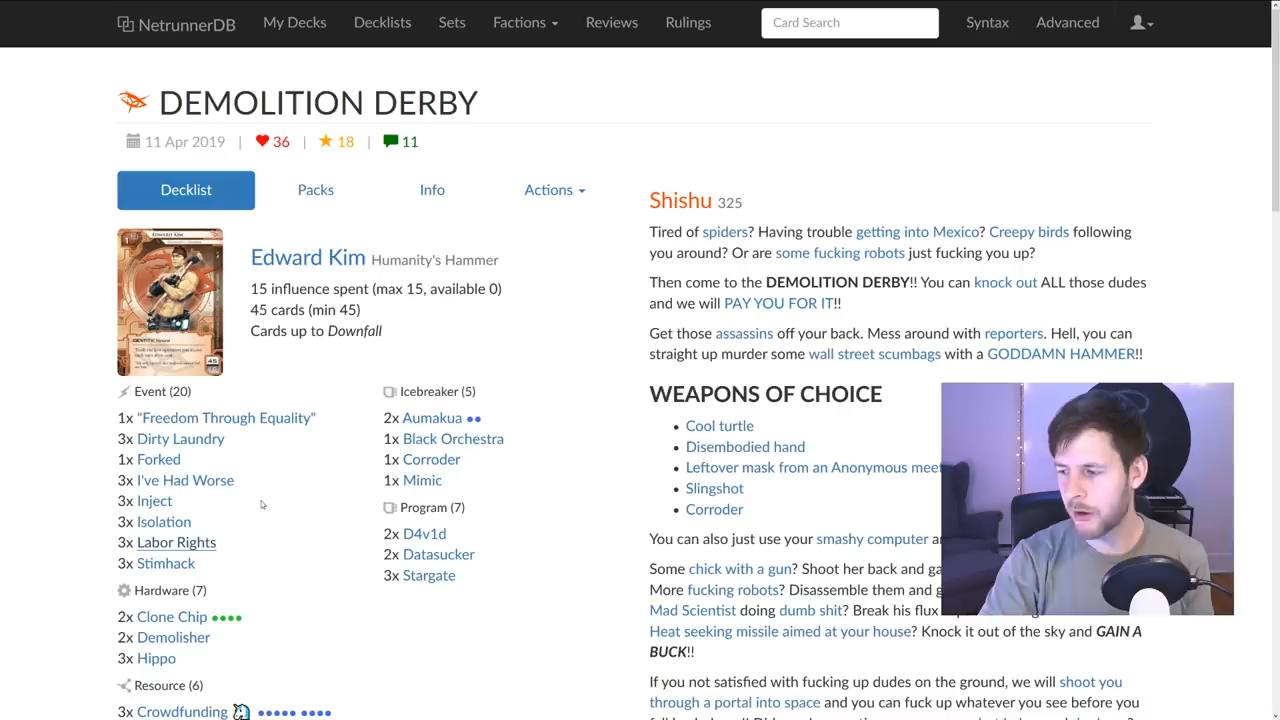 NetrunnerDB My Decks Decklists Sets Factions Reviews Rulings Card Search Syntax Advanced
DEMOLITION DERBY
11 Apr 2019 | 36 | 18 | 11
Decklist Packs Info Actions
EDWARD KIM
45
Edward Kim Humanity's Hammer
15 influence spent (max 15, available 0)
45 cards (min 45)
Cards up to Downfall
Event (20)
1x "Freedom Through Equality"
3x Dirty Laundry
1x Forked
3x I've Had Worse
3x Inject
3x Isolation
3x Labor Rights
3x Stimhack
Hardware (7)
2x Clone Chip
2x Demolisher
3x Hippo
Resource (6)
3x Crowdfunding
Icebreaker (5)
2x Aumakua
1x Black Orchestra
1x Corroder
1x Mimic
Program (7)
2x D4v1d
2x Datasucker
3x Stargate
Shishu 325
Tired of spiders? Having trouble getting into Mexico? Creepy birds following
you around? Or are some fucking robots just fucking you up?
Then come to the DEMOLITION DERBY!! You can knock out ALL those dudes
and we will PAY YOU FOR IT!!
Get those assassins off your back. Mess around with reporters. Hell, you can
straight up murder some wall street scumbags with a GODDAMN HAMMER!!
WEAPONS OF CHOICE
• Cool turtle
• Disembodied hand
• Leftover mask from an Anonymous
• Slingshot
• Corroder
You can also just use your smashy computer
Some chick with a gun? Shoot her back and
More fucking robots? Disassemble them and
Mad Scientist doing dumb shit? Break his flux
Heat seeking missile aimed at your house? Knock it out of the sky and GAIN A
BUCK!!
If you not satisfied with fucking up dudes on the ground, we will shoot you
through a portal into space and you can fuck up whatever you see before you